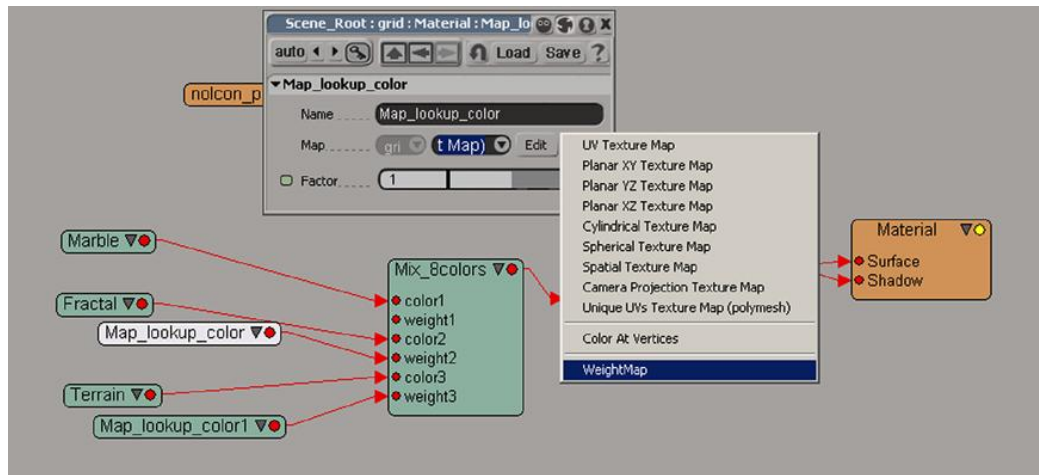 Scene_Root : grid : Material : Map_lo
auto
Load Save ?
noIcon_p
Map_lookup_color
Name Map_lookup_color
Map gri t Map) Edit
Factor 1
UV Texture Map
Planar XY Texture Map
Planar YZ Texture Map
Planar XZ Texture Map
Cylindrical Texture Map
Spherical Texture Map
Spatial Texture Map
Camera Projection Texture Map
Unique UVs Texture Map (polymesh)
Color At Vertices
WeightMap
Marble
Fractal
Map_lookup_color
Terrain
Map_lookup_color1
Mix_8colors
color1
weight1
color2
weight2
color3
weight3
Material
Surface
Shadow